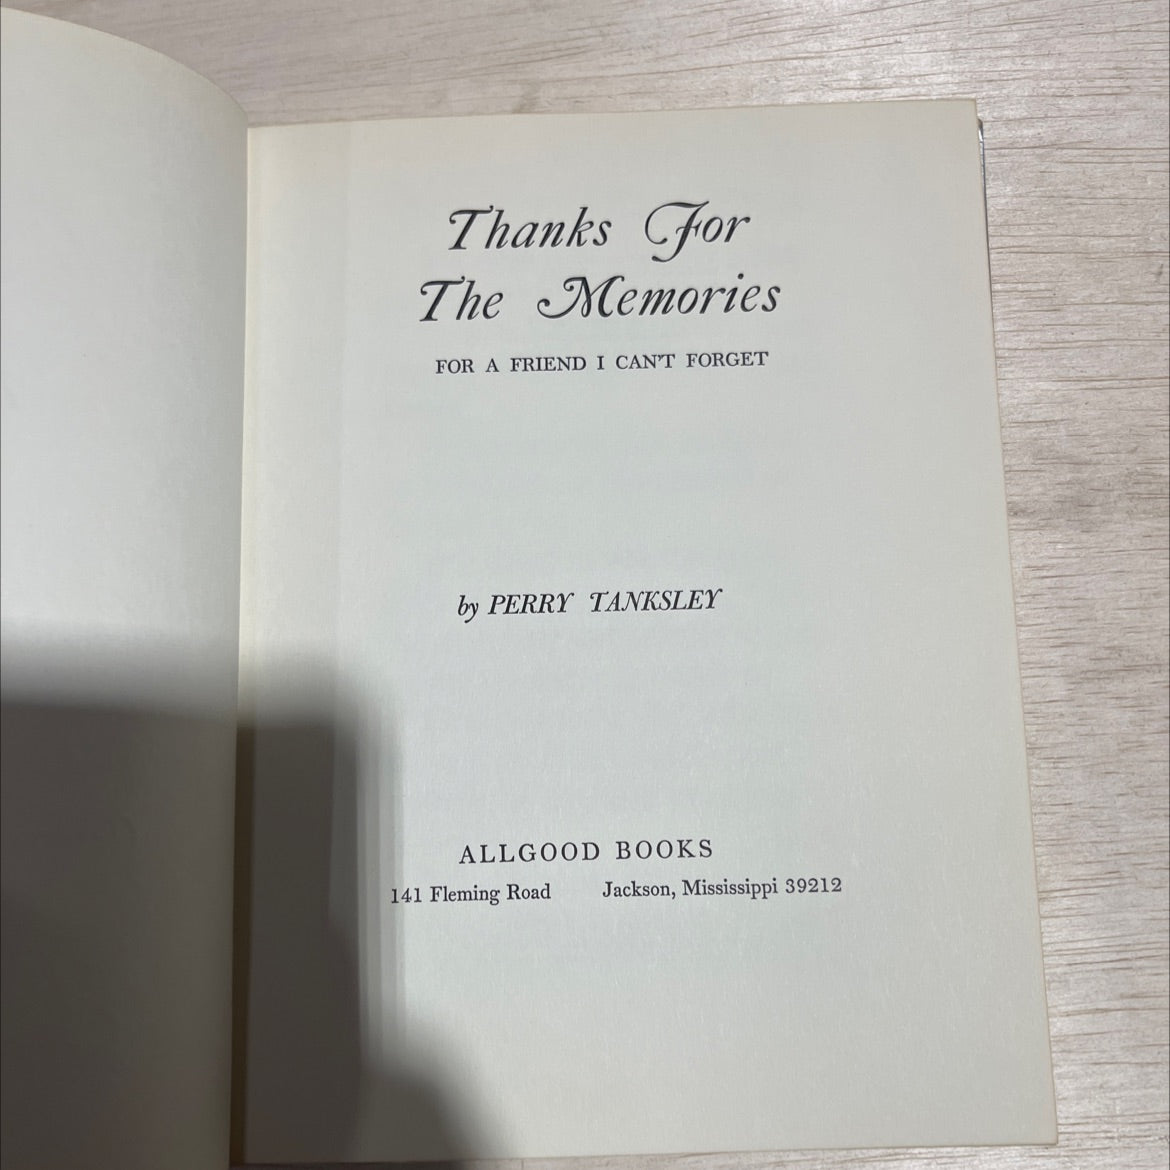 Thanks For
The Memories
FOR A FRIEND I CAN'T FORGET
by PERRY TANKSLEY
ALLGOOD BOOKS
141 Fleming Road Jackson, Mississippi 39212